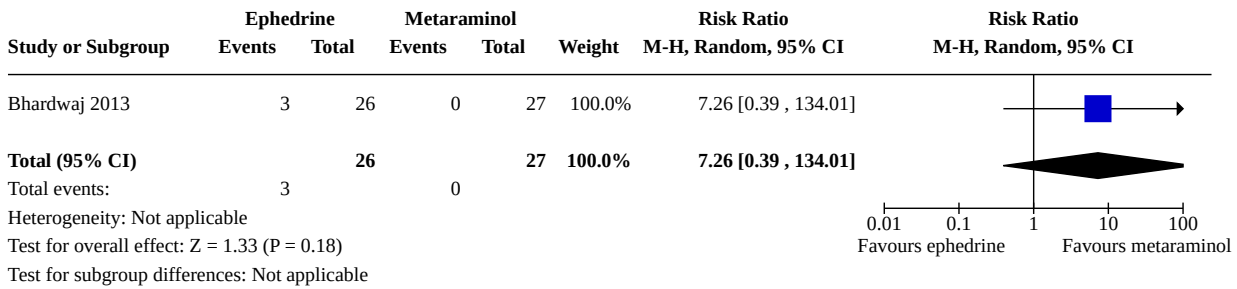 Ephedrine Metaraminol Risk Ratio Risk Ratio
Study or Subgroup Events Total Events Total Weight M-H, Random, 95% CI M-H, Random, 95% CI
Bhardwaj 2013 3 26 0 27 100.0% 7.26 [0.39 , 134.01]
Total (95% CI) 26 27 100.0% 7.26 [0.39 , 134.01]
Total events: 3 0
Heterogeneity: Not applicable
0.01 0.1 1 10 100
Test for overall effect: Z = 1.33 (P = 0.18) Favours ephedrine Favours metaraminol
Test for subgroup differences: Not applicable